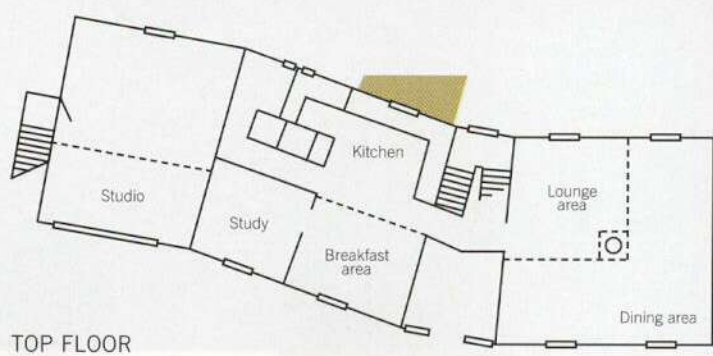 Kitchen
Lounge
area
Studio
Study
Breakfast
area
Dining area
TOP FLOOR